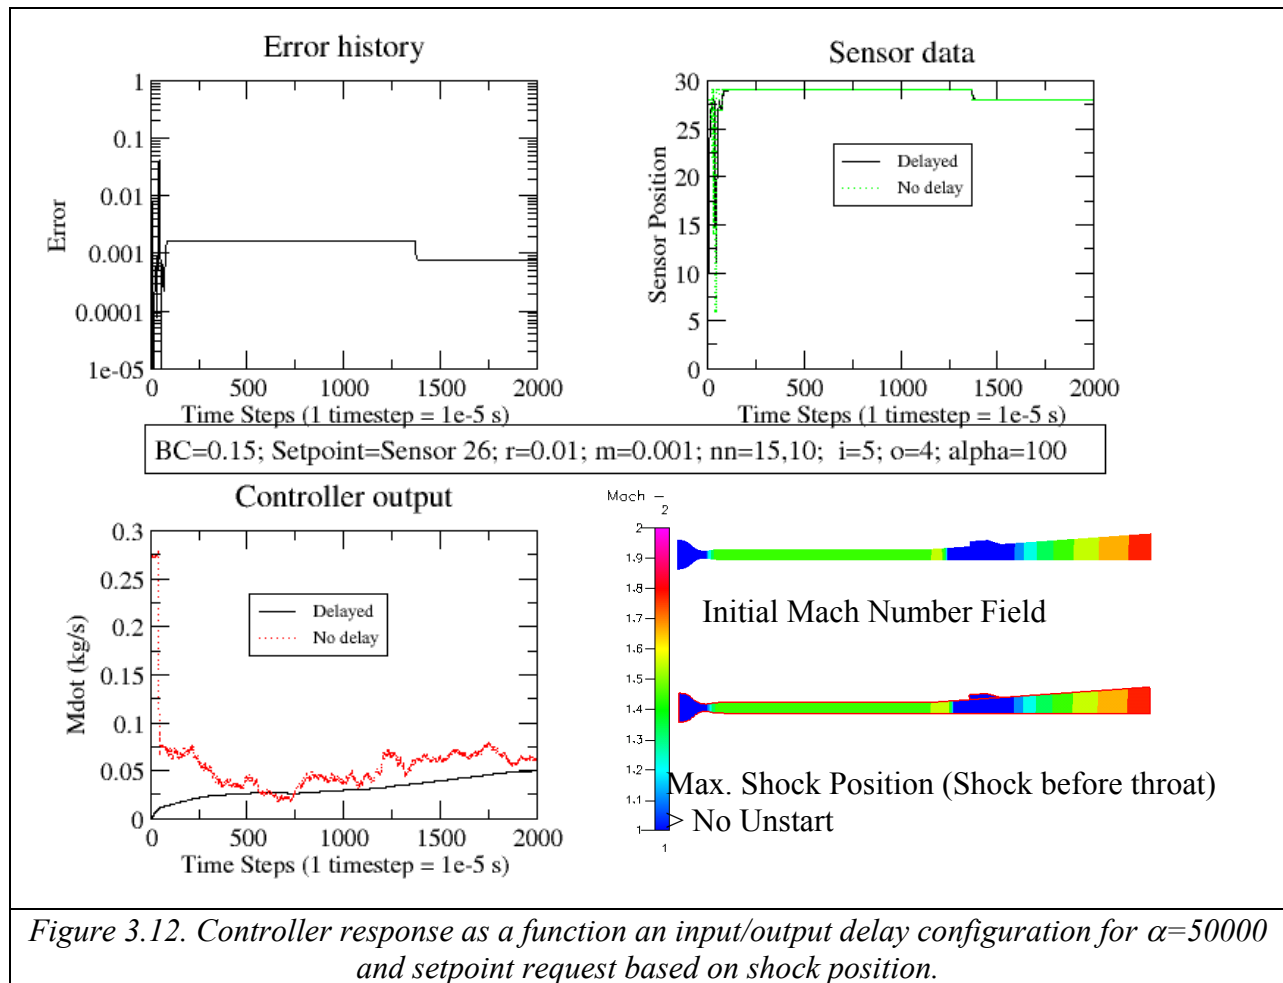 Error history
1
0.1
0.01
0.001
0.0001
1e-05
Error
0 500 1000 1500 2000
Time Steps (1 timestep = 1e-5 s)
Sensor data
30
25
20
15
10
5
0
Sensor Position
Delayed
No delay
0 500 1000 1500 2000
Time Steps (1 timestep = 1e-5 s)
BC=0.15; Setpoint=Sensor 26; r=0.01; m=0.001; nn=15,10; i=5; o=4; alpha=100
Controller output
0.3
0.25
0.2
0.15
0.1
0.05
0
Mdot (kg/s)
Delayed
No delay
0 500 1000 1500 2000
Time Steps (1 timestep = 1e-5 s)
Mach –
2
2
1.9
1.8
1.7
1.6
1.5
1.4
1.3
1.2
1.1
1
1
Initial Mach Number Field
Max. Shock Position (Shock before throat)
> No Unstart
Figure 3.12. Controller response as a function an input/output delay configuration for α=50000
and setpoint request based on shock position.